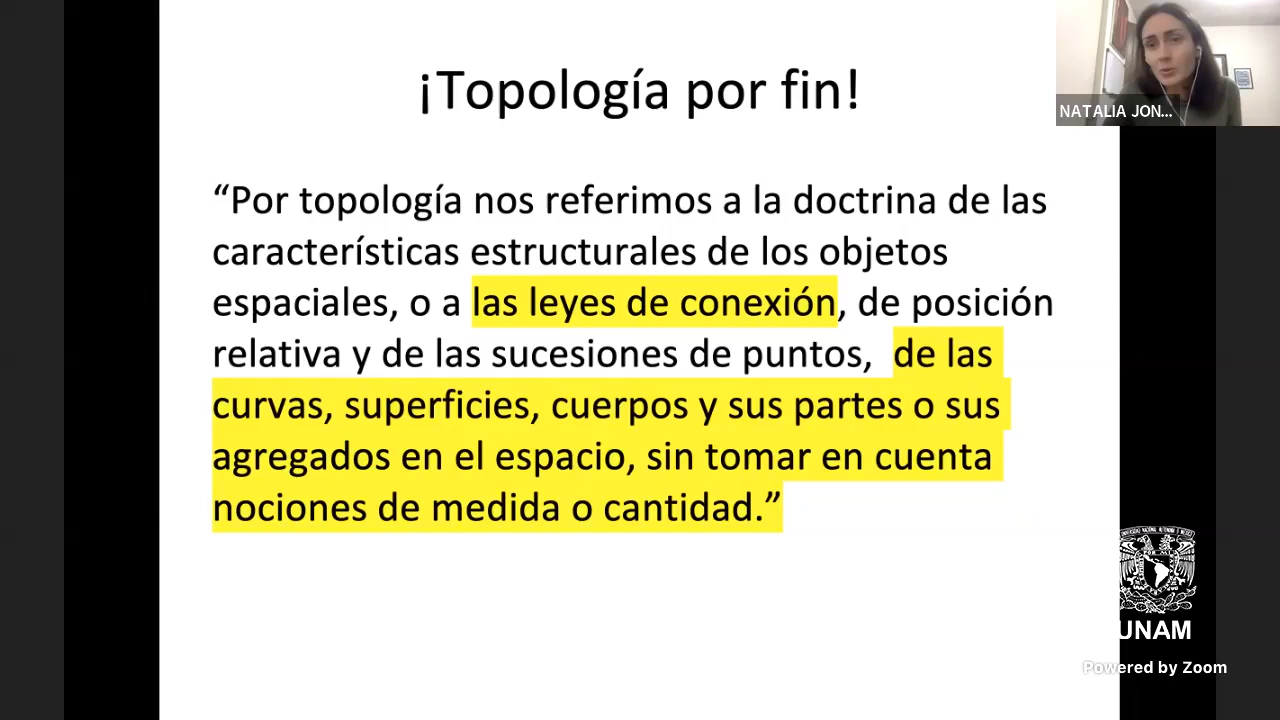 ¡Topología por fin!
“Por topología nos referimos a la doctrina de las
características estructurales de los objetos
espaciales, o a las leyes de conexión, de posición
relativa y de las sucesiones de puntos,  de las
curvas, superficies, cuerpos y sus partes o sus
agregados en el espacio, sin tomar en cuenta
nociones de medida o cantidad.”
NATALIA JON...
UNAM
Powered by Zoom